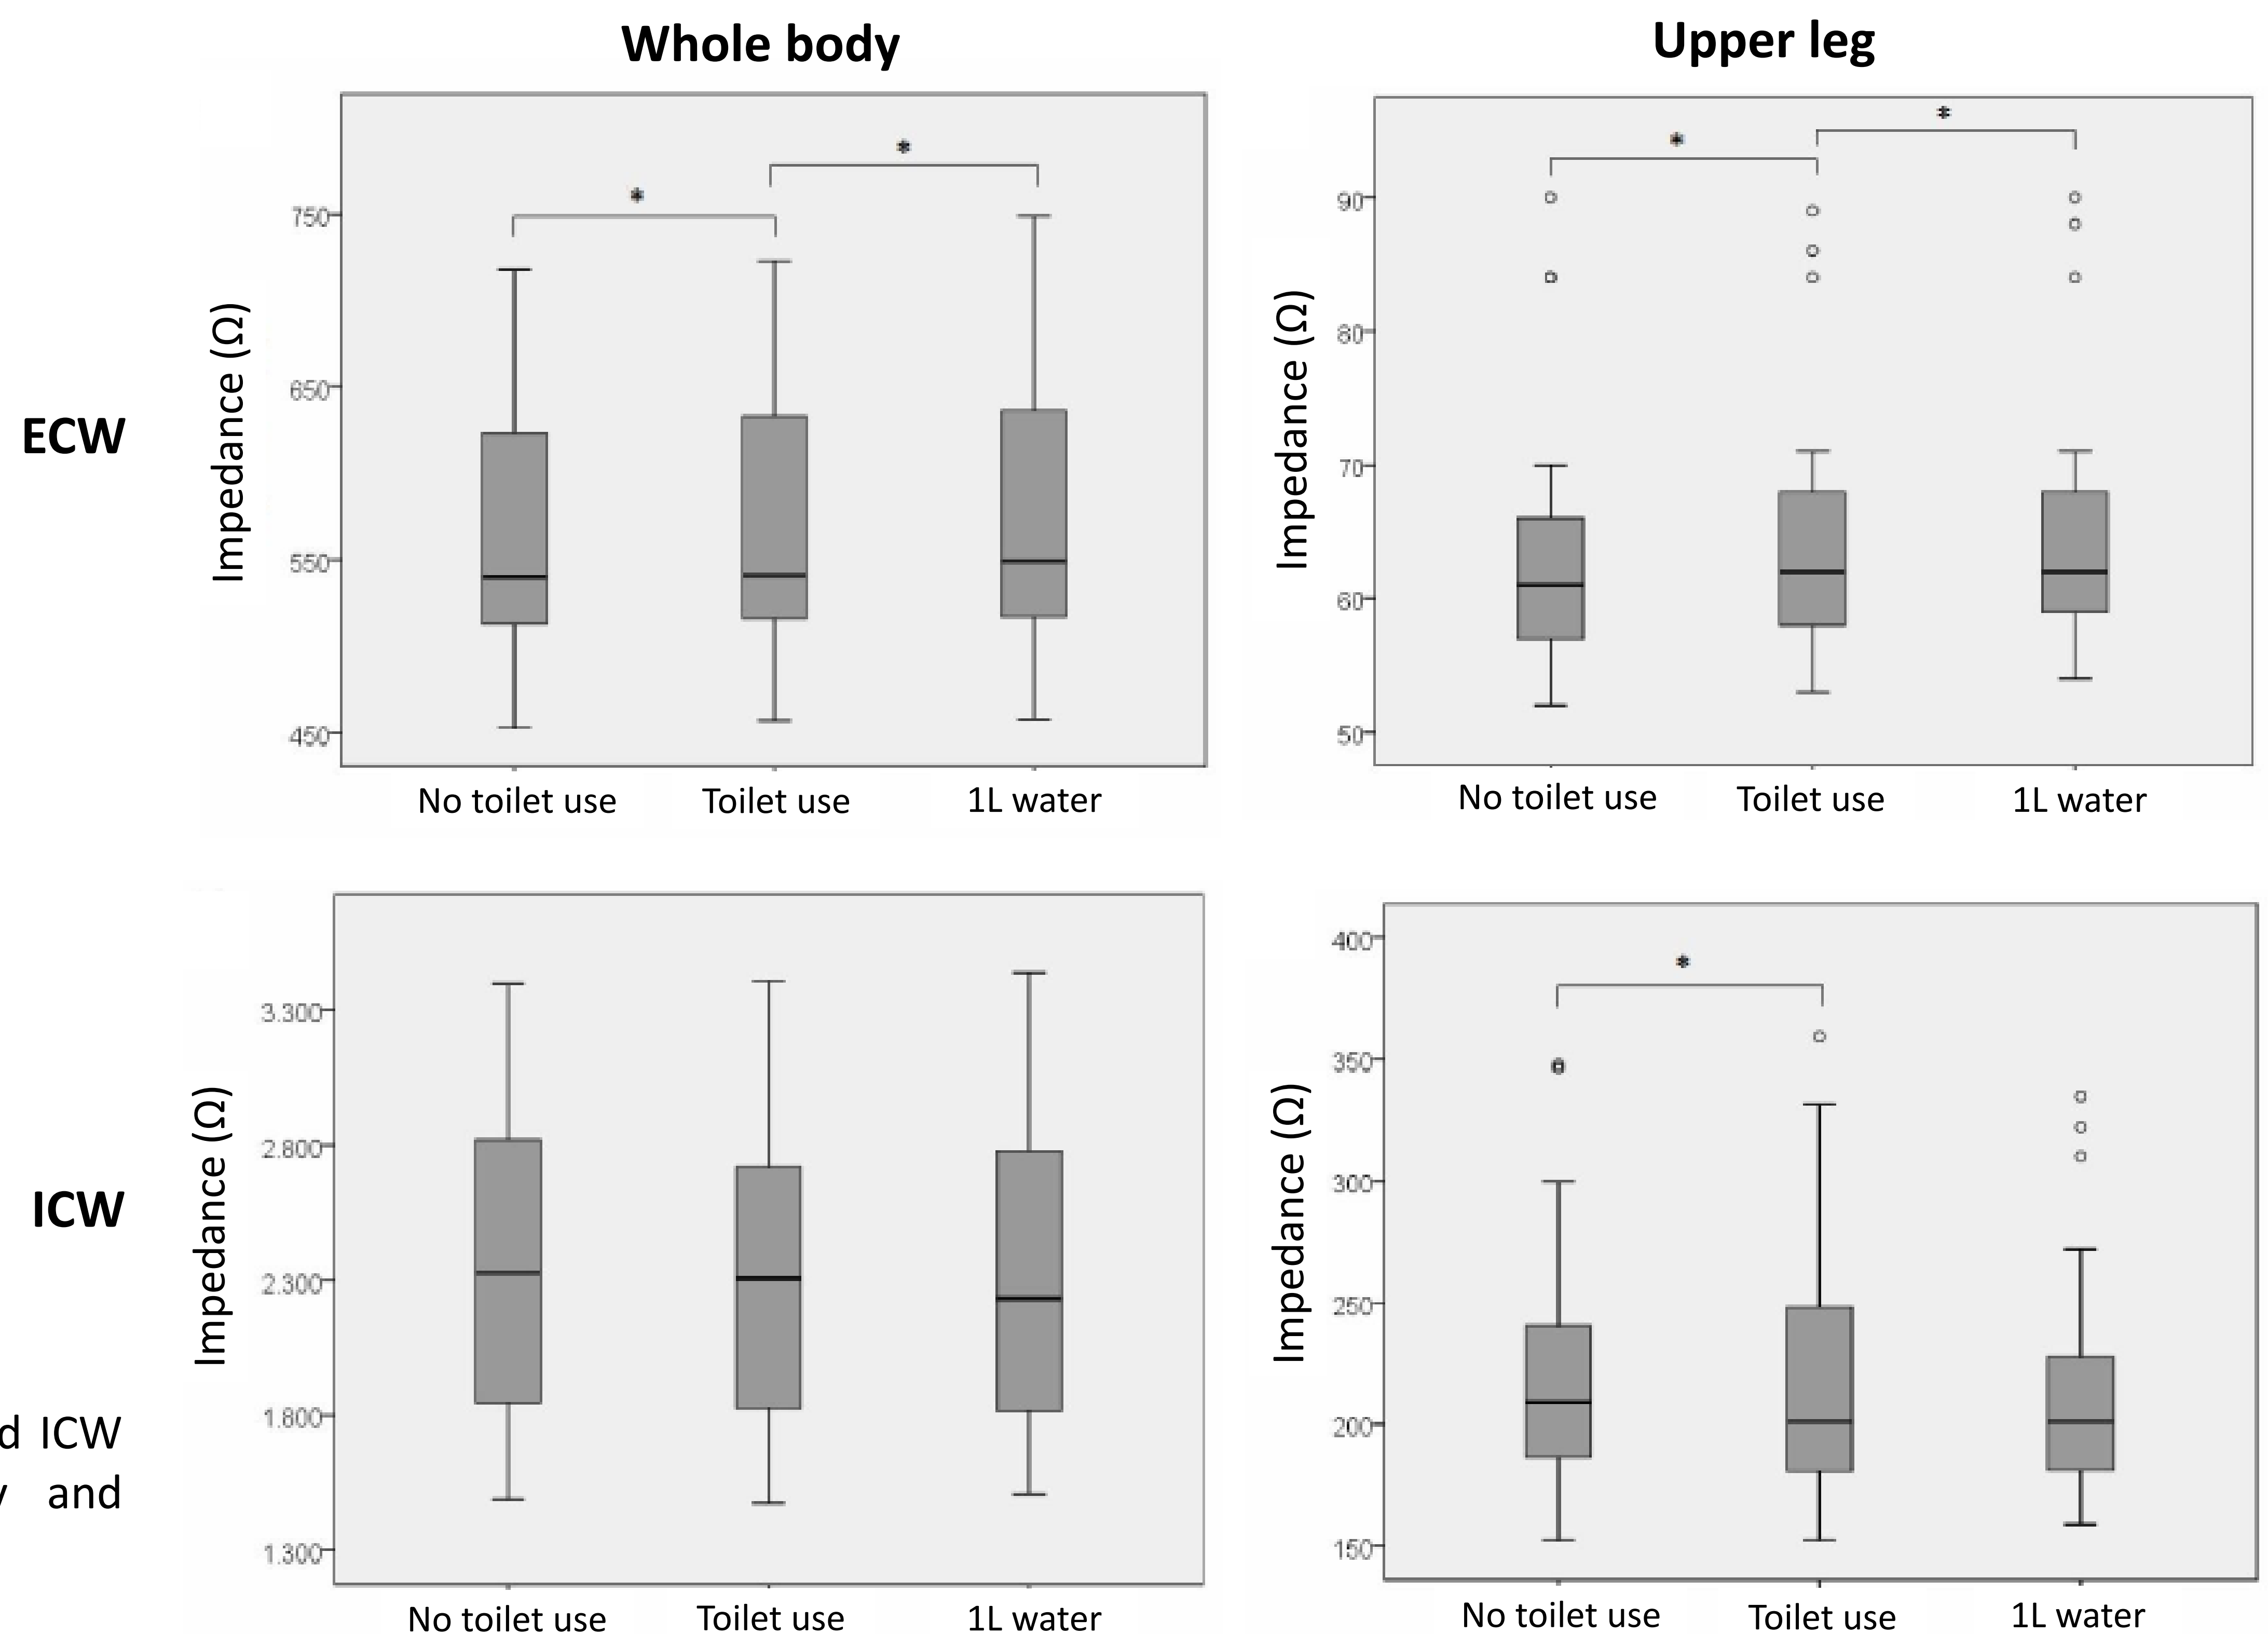 Whole body
Upper leg
*
*
750
650
550
450
Impedance (Ω)
ECW
No toilet use
Toilet use
1L water
*
*
90
80
70
60
50
Impedance (Ω)
No toilet use
Toilet use
1L water
3.300
2.800
2.300
1.800
1.300
Impedance (Ω)
ICW
d ICW
y and
No toilet use
Toilet use
1L water
*
400
350
300
250
200
150
Impedance (Ω)
No toilet use
Toilet use
1L water